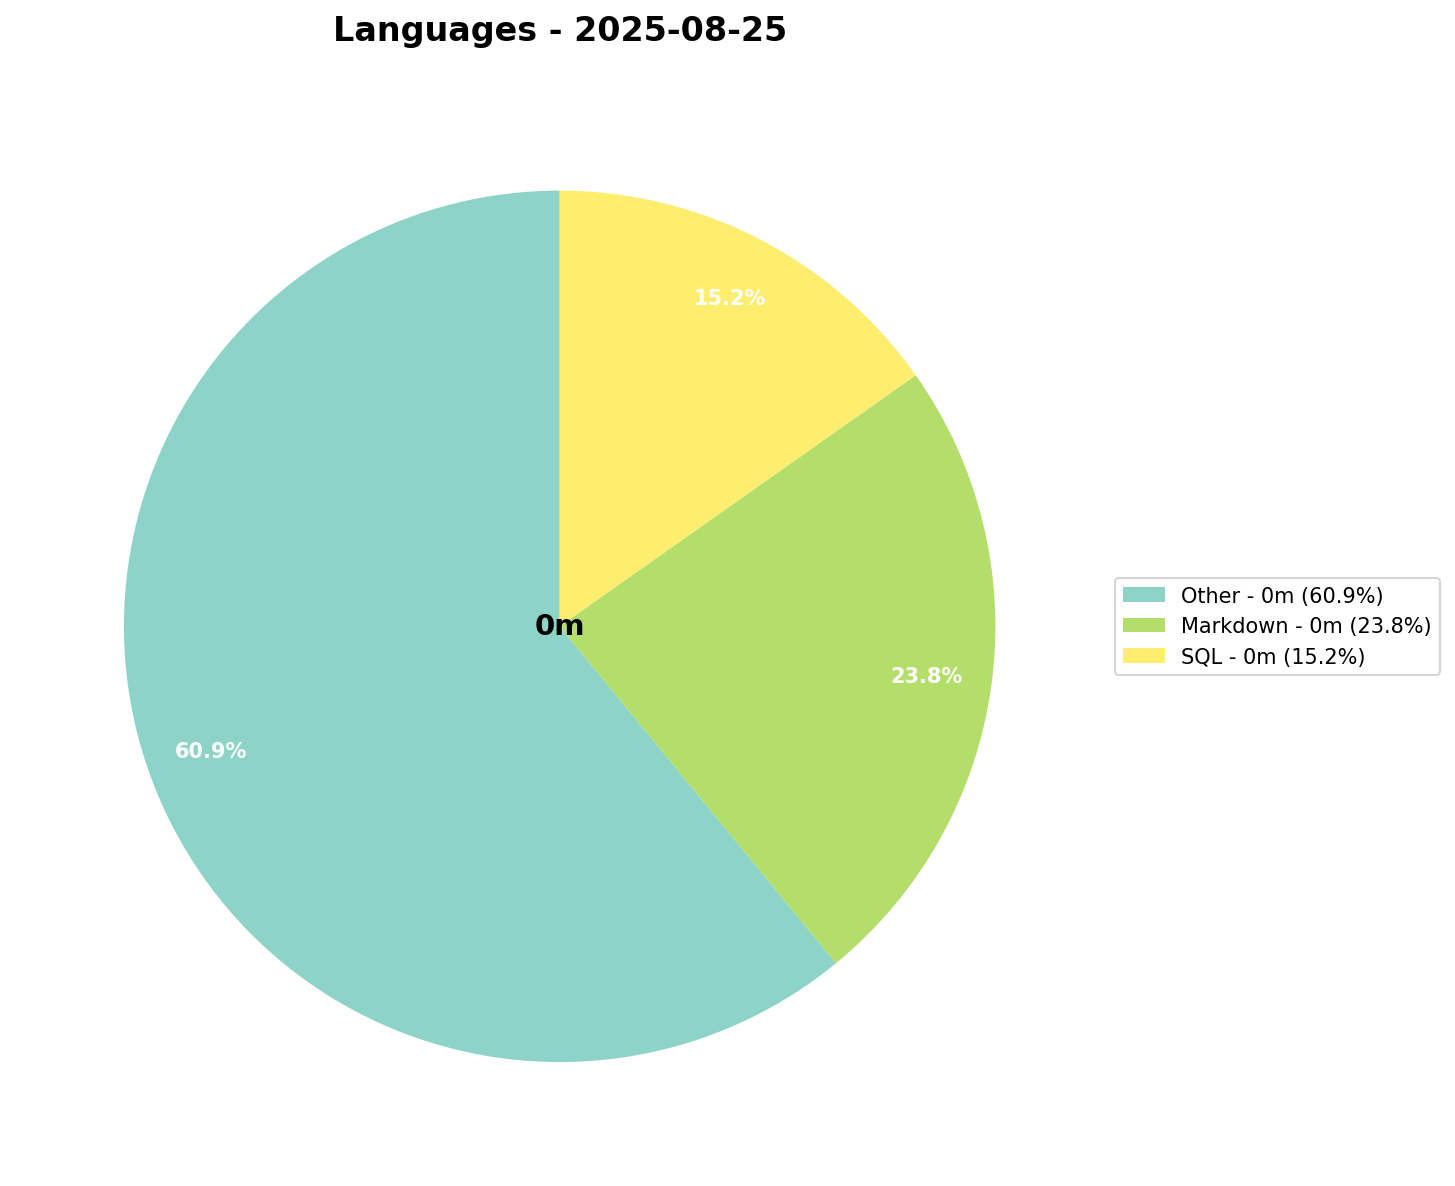 Languages - 2025-08-25
15.2%
0m
23.8%
60.9%
Other - 0m (60.9%)
Markdown - 0m (23.8%)
SQL - 0m (15.2%)